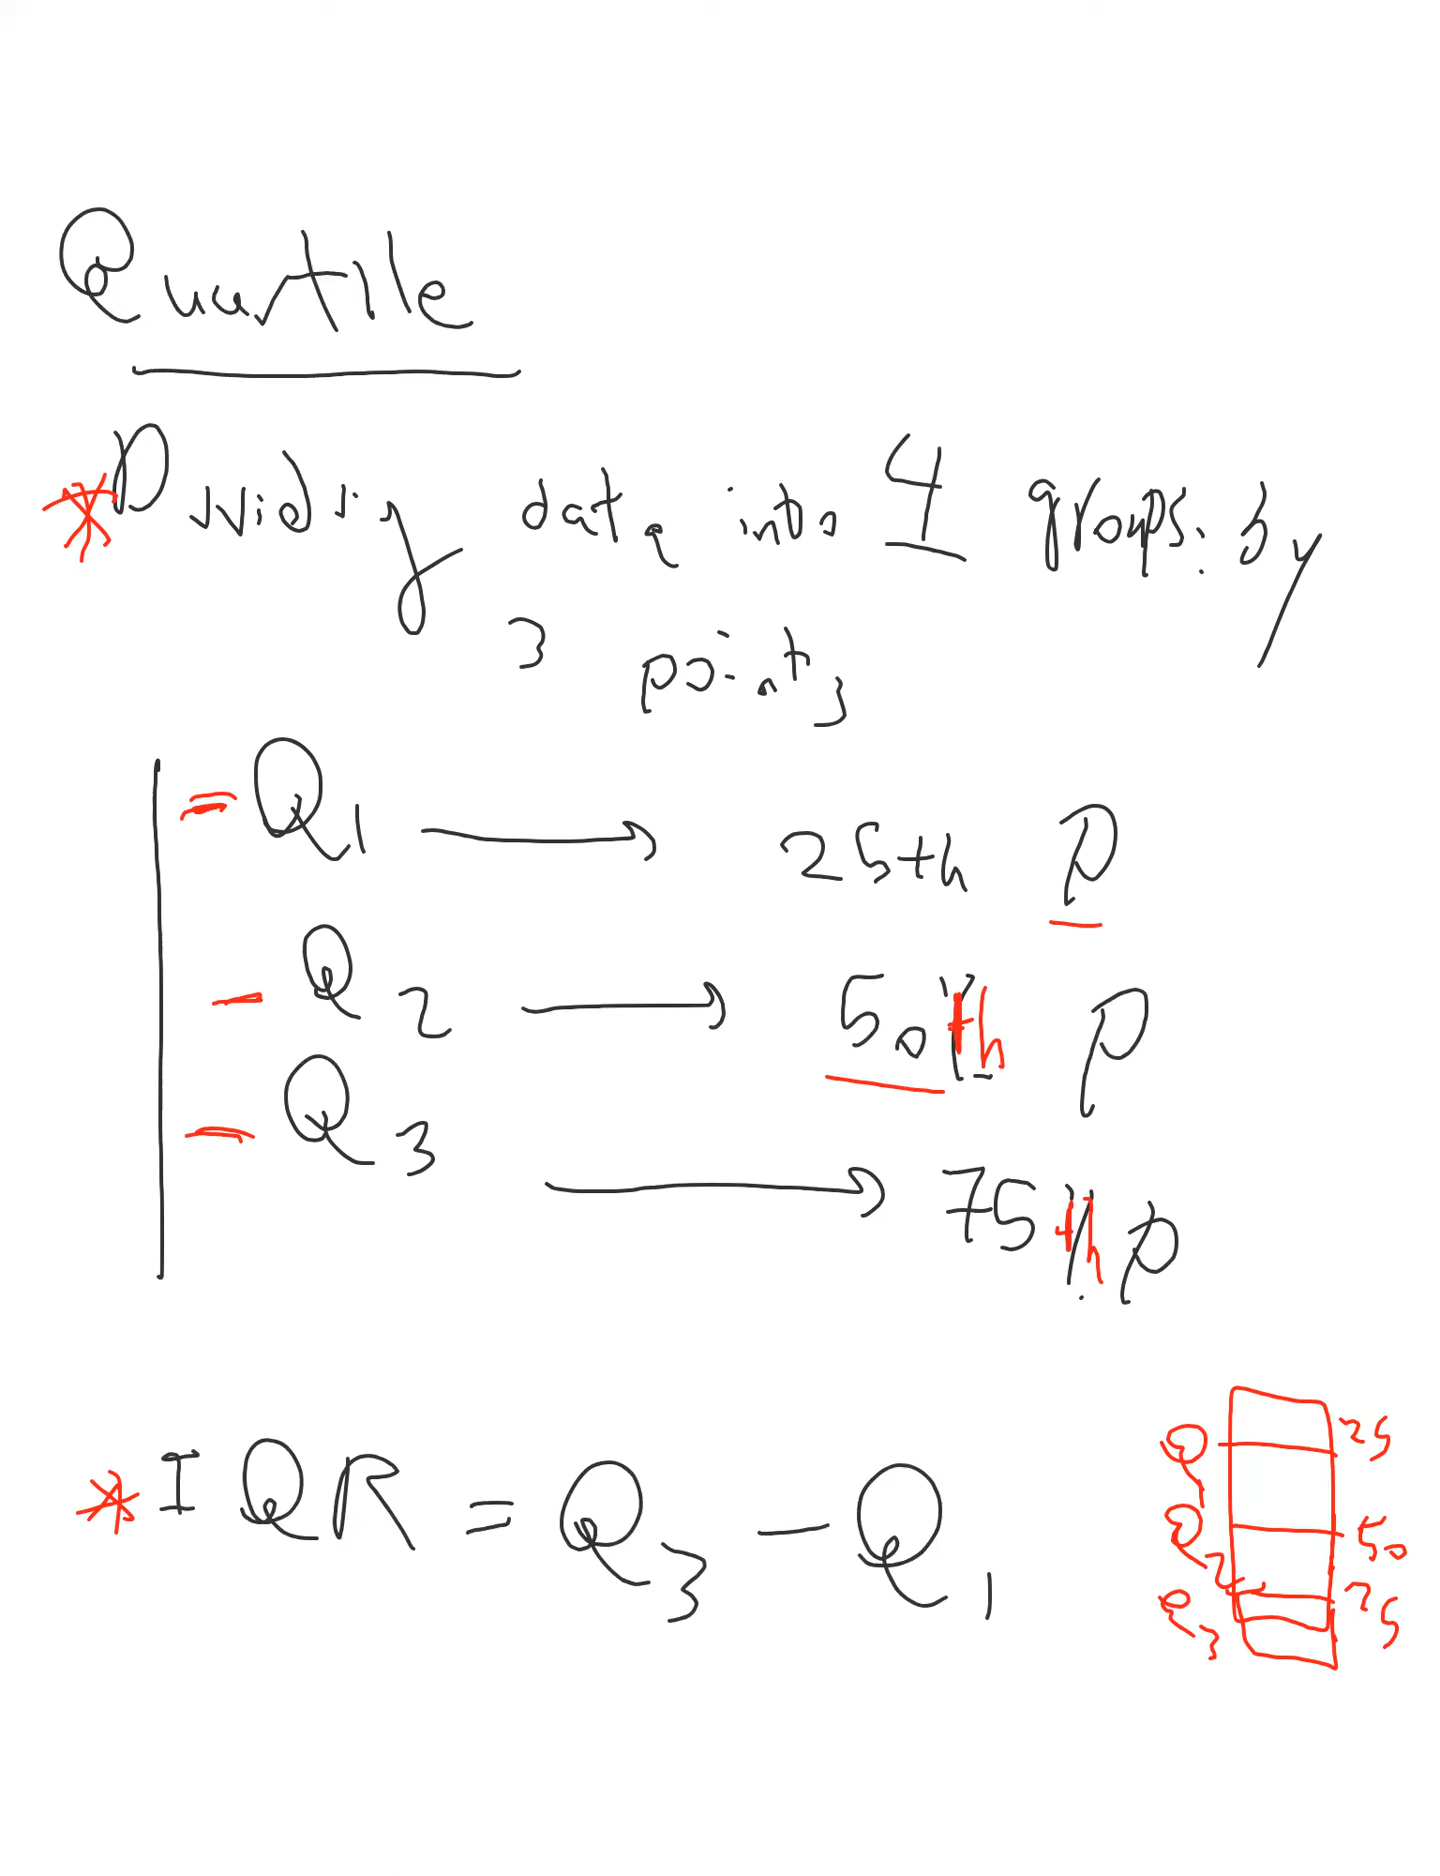 Quartile
* Dividing data into 4 groups. by
3 points
- Q1 → 25th P
- Q2 → 50th P
- Q3 → 75th P
* IQR = Q3 - Q1
Q1 25
Q2 50
Q3 75